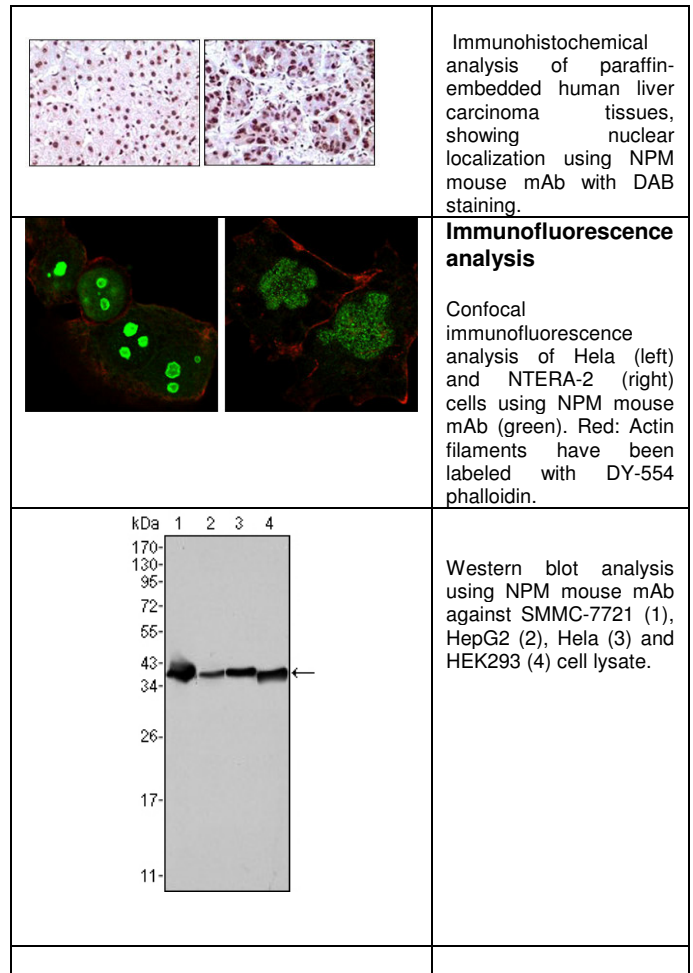 Immunohistochemical
analysis of paraffin-
embedded human liver
carcinoma tissues,
showing nuclear
localization using NPM
mouse mAb with DAB
staining.
Immunofluorescence
analysis
Confocal
immunofluorescence
analysis of Hela (left)
and NTERA-2 (right)
cells using NPM mouse
mAb (green). Red: Actin
filaments have been
labeled with DY-554
phalloidin.
kDa 1 2 3 4
170-
130-
95-
72-
55-
43-
34-
26-
17-
11-
←
Western blot analysis
using NPM mouse mAb
against SMMC-7721 (1),
HepG2 (2), Hela (3) and
HEK293 (4) cell lysate.